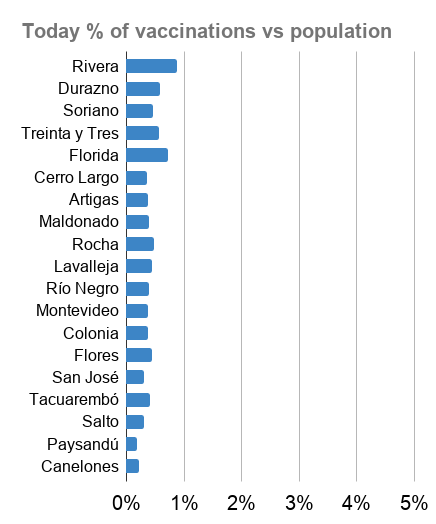 Today % of vaccinations vs population
Rivera
Durazno
Soriano
Treinta y Tres
Florida
Cerro Largo
Artigas
Maldonado
Rocha
Lavalleja
Río Negro
Montevideo
Colonia
Flores
San José
Tacuarembó
Salto
Paysandú
Canelones
0% 1% 2% 3% 4% 5%